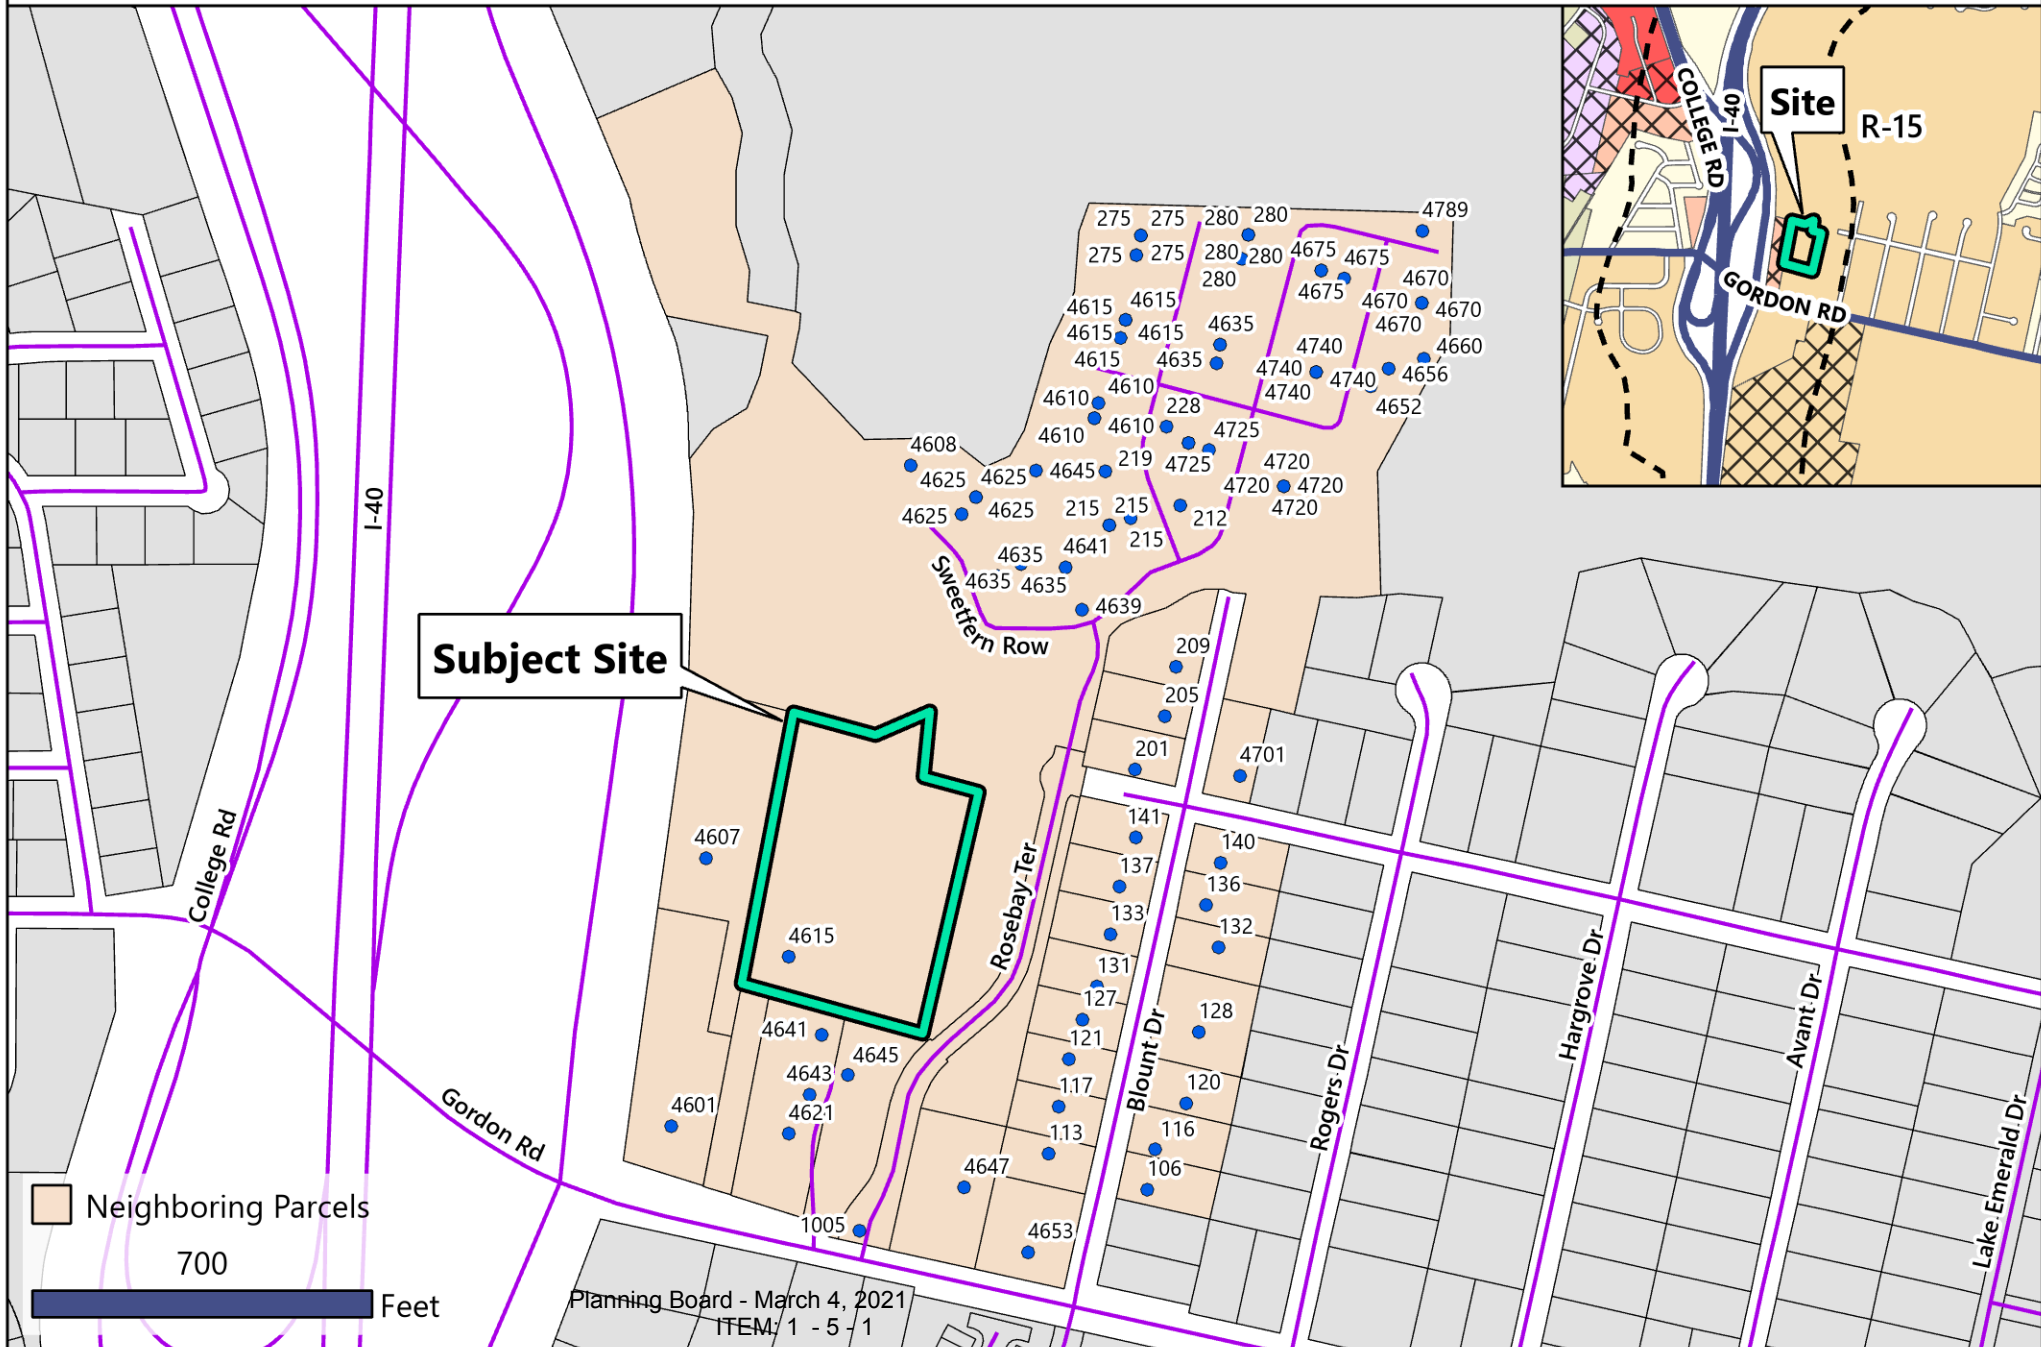 275 275 280 280 4789
275 275 280 280 4675 4675
280 4675 4670
4615 4615 4670 4670
4615 4615 4635 4670
4615 4635 4740 4660
4740 4740 4656
4610 4610 4740 4652
228
4610 4610 4725
4608 219 4725 4720
4625 4625 4645 4720 4720
4625 4625 215 215 212 4720
215
4635 4641
4635 4635
4639
Sweetfern Row
I-40
Subject Site
209
205
201 4701
141
140
4607 137
136
133
132
4615
131
127
128
4641 121
4645
4643 117 120
4601 4621
113 116
4647 106
1005 4653
College Rd
Gordon Rd
Rosebay Ter
Blount Dr
Rogers Dr
Hargrove Dr
Avant Dr
Lake Emerald Dr
Neighboring Parcels
700
Feet
Planning Board - March 4, 2021
ITEM: 1 - 5 - 1
COLLEGE RD
I-40
Site
R-15
GORDON RD